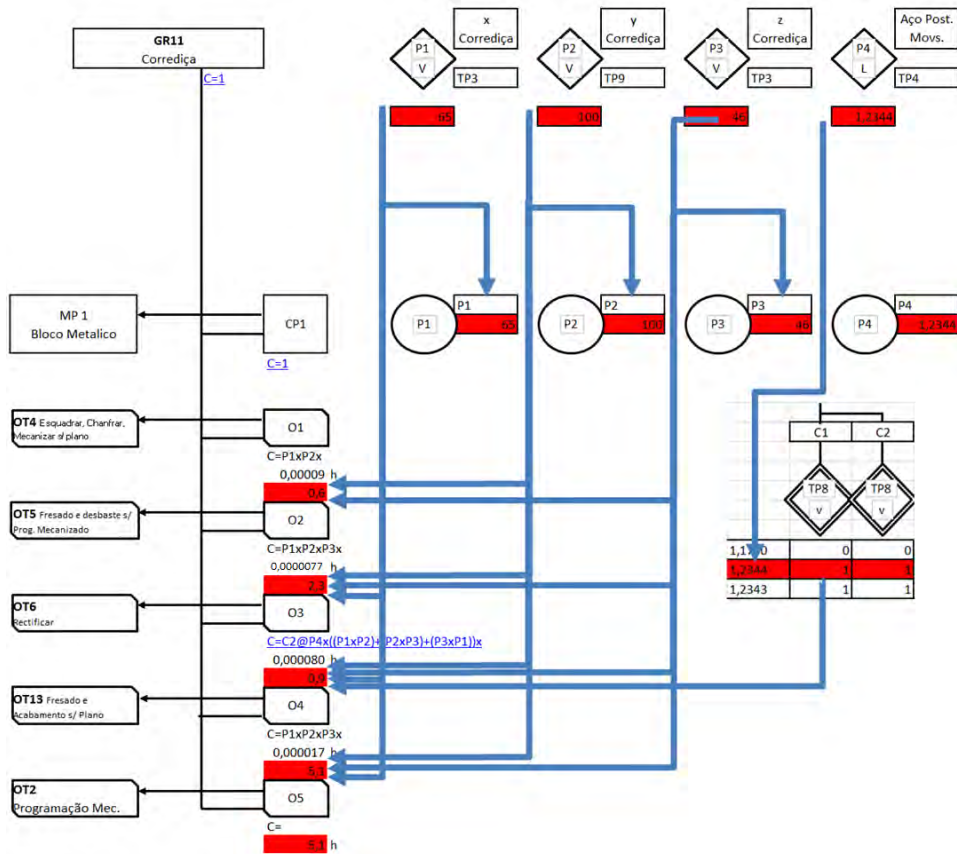 GR11
Corrediça
C=1
P1
V
x
Corrediça
TP3
65
P2
V
y
Corrediça
TP9
100
P3
V
z
Corrediça
TP3
46
P4
L
Aço Post.
Movs.
TP4
1,2344
MP 1
Bloco Metalico
CP1
C=1
P1
P1
65
P2
P2
100
P3
P3
46
P4
P4
1,2344
OT4 Esquadrar, Chanfrar,
Mecanizar s/ plano
O1
C=P1xP2x
0,00009 h
0,6
OT5 Fresado e desbaste s/
Prog. Mecanizado
O2
C=P1xP2xP3x
0,0000077 h
2,3
OT6
Rectificar
O3
C=C2@P4x((P1xP2)+(P2xP3)+(P3xP1))x
0,000080 h
0,9
OT13 Fresado e
Acabamento s/ Plano
O4
C=P1xP2xP3x
0,000017 h
5,1
OT2
Programação Mec.
O5
C=
5,1 h
C1
C2
TP8
v
TP8
v
0 0
1,2344 1 1
1,2343 1 1